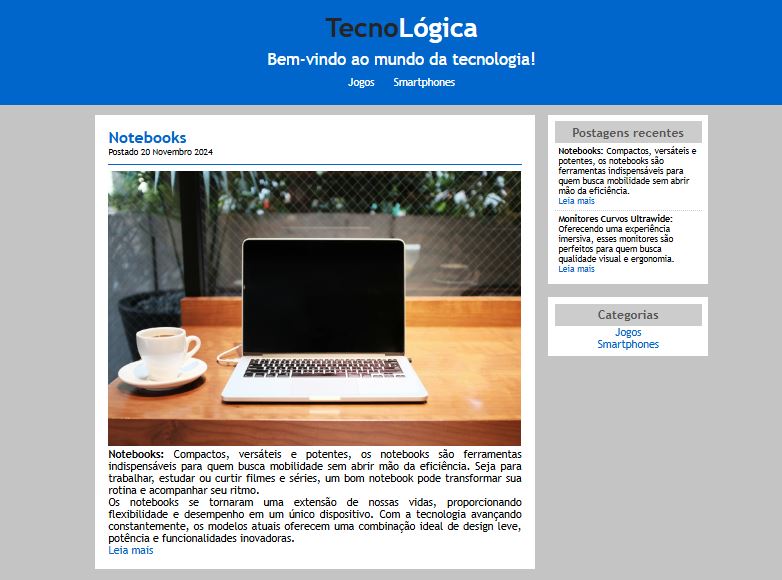 TecnoLógica
Bem-vindo ao mundo da tecnologia!
Jogos Smartphones
Notebooks
Postado 20 Novembro 2024
Notebooks: Compactos, versáteis e potentes, os notebooks são ferramentas
indispensáveis para quem busca mobilidade sem abrir mão da eficiência. Seja para
trabalhar, estudar ou curtir filmes e séries, um bom notebook pode transformar sua
rotina e acompanhar seu ritmo.
Os notebooks se tornaram uma extensão de nossas vidas, proporcionando
flexibilidade e desempenho em um único dispositivo. Com a tecnologia avançando
constantemente, os modelos atuais oferecem uma combinação ideal de design leve,
potência e funcionalidades inovadoras.
Leia mais
Postagens recentes
Notebooks: Compactos, versáteis e
potentes, os notebooks são
ferramentas indispensáveis para
quem busca mobilidade sem abrir
mão da eficiência.
Leia mais
Monitores Curvos Ultrawide:
Oferecendo uma experiência
imersiva, esses monitores são
perfeitos para quem busca
qualidade visual e ergonomia.
Leia mais
Categorias
Jogos
Smartphones